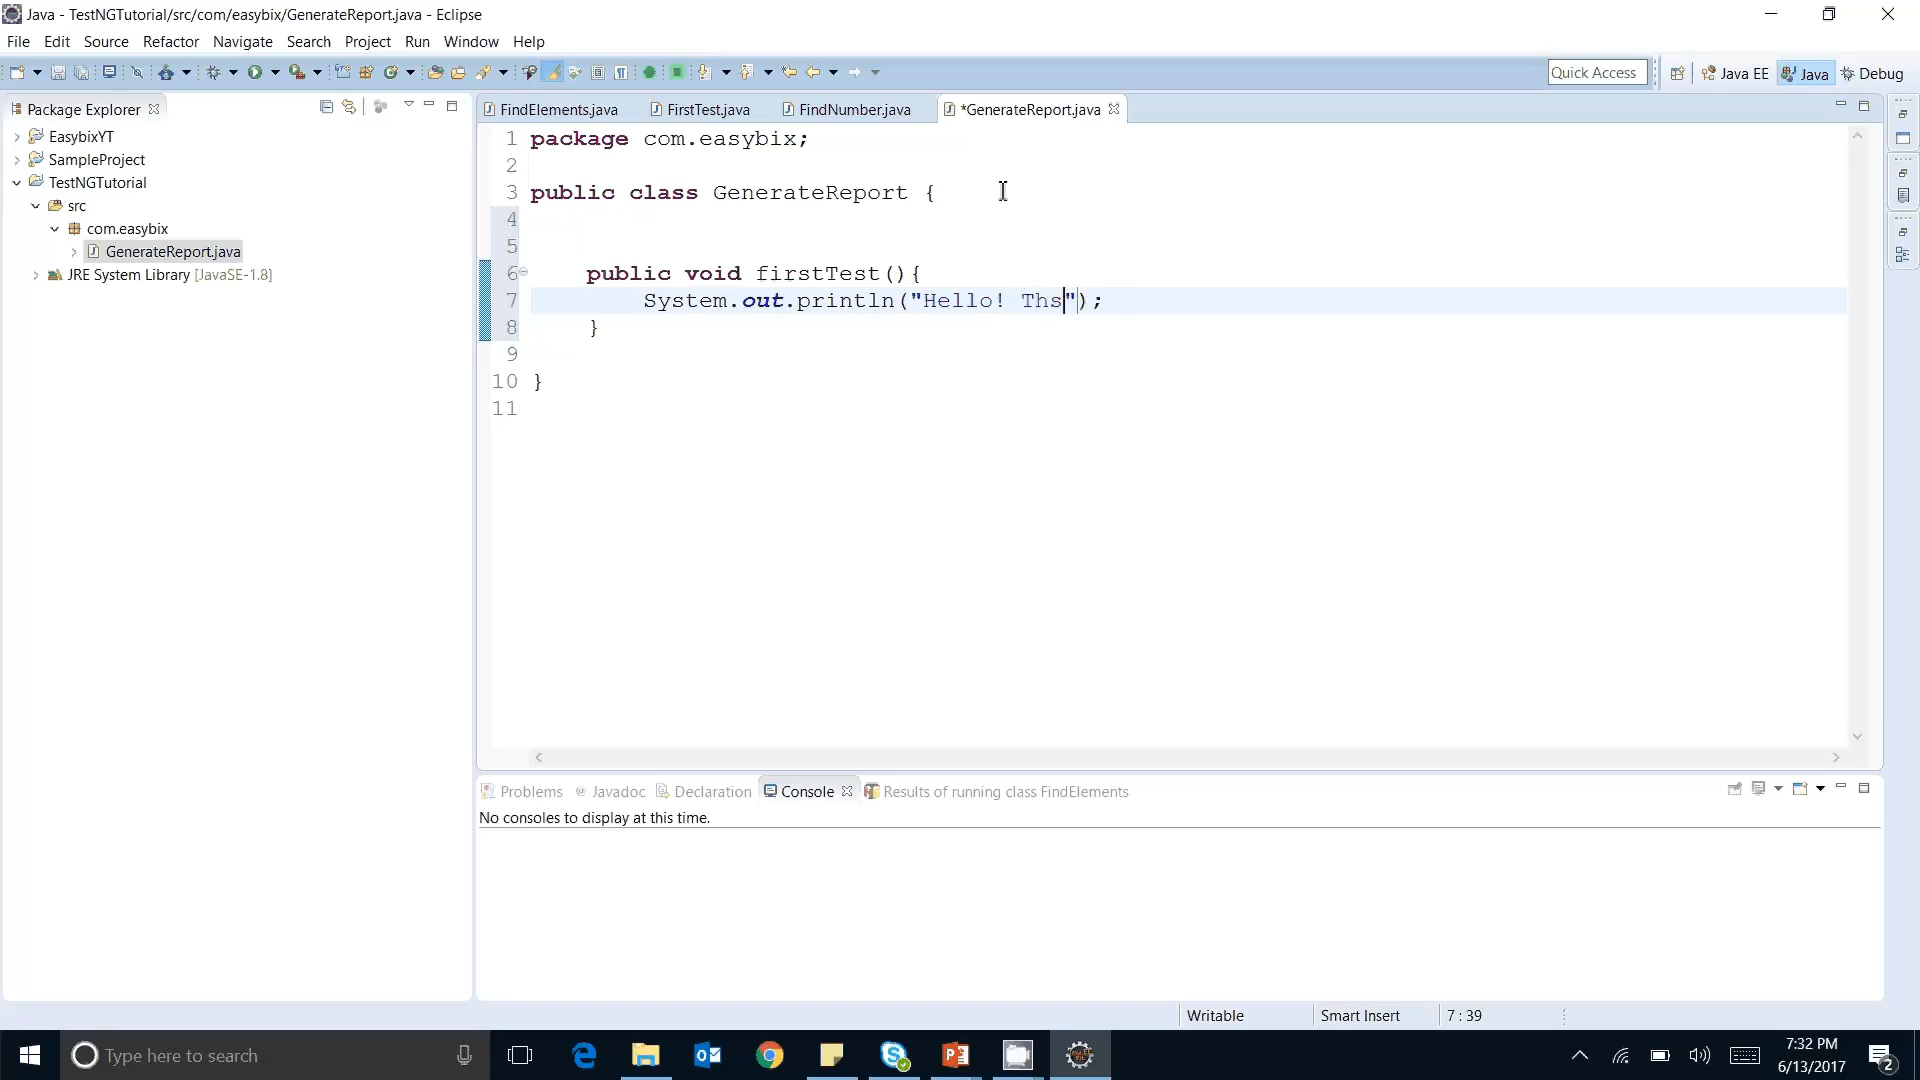 Java - TestNGTutorial/src/com/easybix/GenerateReport.java - Eclipse
File Edit Source Refactor Navigate Search Project Run Window Help
Quick Access Java EE Java Debug
Package Explorer
EasybixYT
SampleProject
TestNGTutorial
src
com.easybix
GenerateReport.java
JRE System Library [JavaSE-1.8]
FindElements.java FirstTest.java FindNumber.java *GenerateReport.java
1 package com.easybix;
2
3 public class GenerateReport {
4
5
6 public void firstTest(){
7 System.out.println("Hello! Ths");
8 }
9
10 }
11
Problems Javadoc Declaration Console Results of running class FindElements
No consoles to display at this time.
Writable Smart Insert 7 : 39
Type here to search
7:32 PM
6/13/2017
2